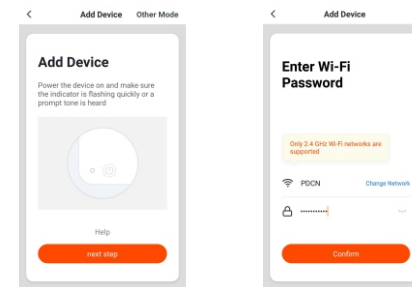 Add Device Other Mode
Add Device
Power the device on and make sure
the indicator is flashing quickly or a
prompt tone is heard
Help
next step
Add Device
Enter Wi-Fi
Password
Only 2.4 GHz Wi-Fi networks are
supported
PDCN Change Network
Confirm